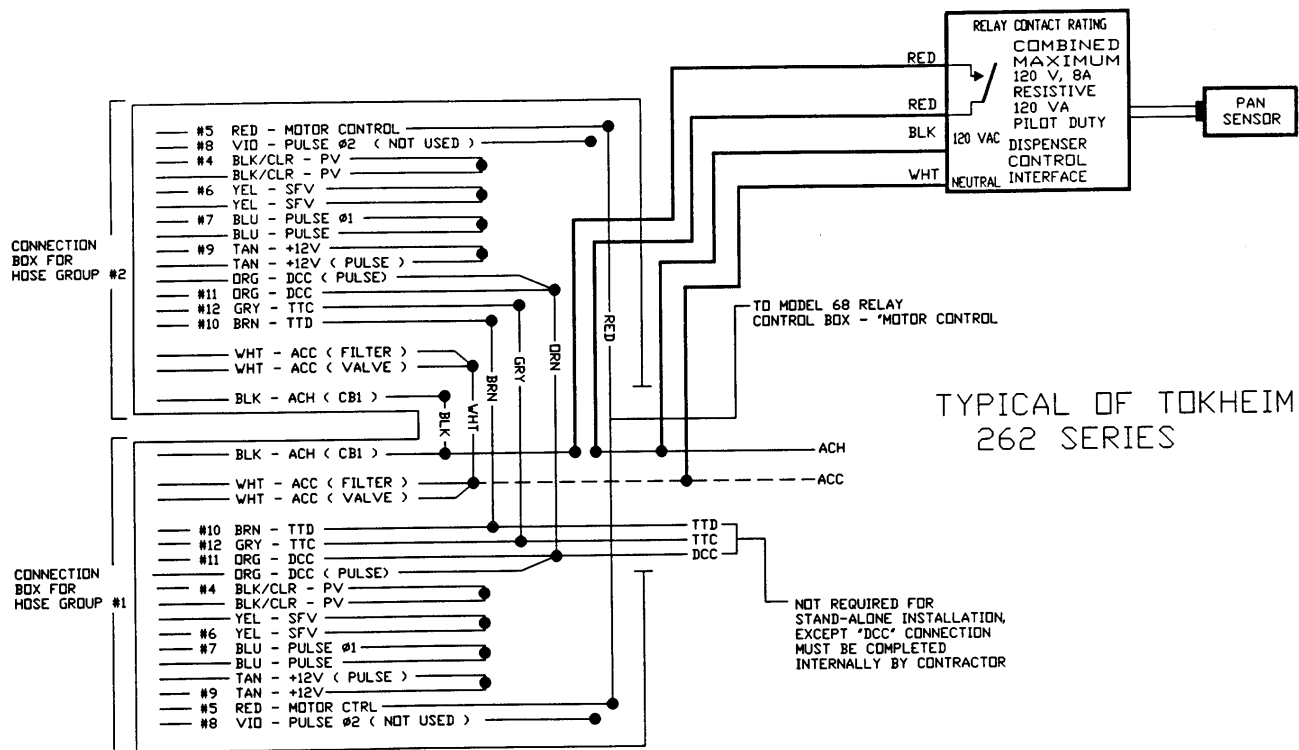 RELAY CONTACT RATING
COMBINED
MAXIMUM
120 V, 8A
RESISTIVE
120 VA
PILOT DUTY
120 VAC DISPENSER
CONTROL
NEUTRAL INTERFACE
RED
RED
BLK
WHT
PAN
SENSOR
CONNECTION
BOX FOR
HOSE GROUP #2
#5 RED - MOTOR CONTROL
#8 VIO - PULSE Ø2 ( NOT USED )
#4 BLK/CLR - PV
BLK/CLR - PV
#6 YEL - SFV
YEL - SFV
#7 BLU - PULSE Ø1
BLU - PULSE
#9 TAN - +12V
TAN - +12V ( PULSE )
ORG - DCC ( PULSE)
#11 ORG - DCC
#12 GRY - TTC
#10 BRN - TTD
WHT - ACC ( FILTER )
WHT - ACC ( VALVE )
BLK - ACH ( CB1 )
BLK
WHT
BRN
GRY
ORN
RED
TO MODEL 68 RELAY
CONTROL BOX - "MOTOR CONTROL
TYPICAL OF TOKHEIM
262 SERIES
CONNECTION
BOX FOR
HOSE GROUP #1
BLK - ACH ( CB1 )
ACH
WHT - ACC ( FILTER )
ACC
WHT - ACC ( VALVE )
#10 BRN - TTD
#12 GRY - TTC
#11 ORG - DCC
ORG - DCC ( PULSE)
#4 BLK/CLR - PV
BLK/CLR - PV
YEL - SFV
#6 YEL - SFV
#7 BLU - PULSE Ø1
BLU - PULSE
TAN - +12V ( PULSE )
#9 TAN - +12V
#5 RED - MOTOR CTRL
#8 VIO - PULSE Ø2 ( NOT USED )
TTD
TTC
DCC
NOT REQUIRED FOR
STAND-ALONE INSTALLATION,
EXCEPT "DCC" CONNECTION
MUST BE COMPLETED
INTERNALLY BY CONTRACTOR